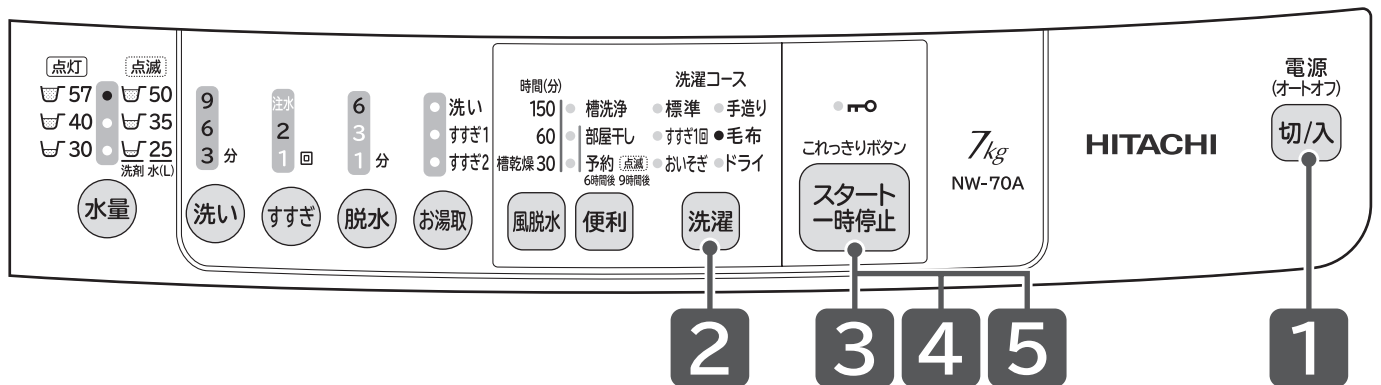 点灯 点滅
57 50
40 35
30 25
洗剤 水(L)
水量
9
6
3 分
洗い
注水
2
1 回
すすぎ
6
3
1 分
脱水
洗い
すすぎ1
すすぎ2
お湯取
時間(分)
150
60
槽乾燥 30
風脱水
槽洗浄
部屋干し
予約 点滅
6時間後 9時間後
便利
洗濯コース
標準 手造り
すすぎ1回 毛布
おいそぎ ドライ
洗濯
これっきりボタン
スタート
一時停止
7kg
NW-70A
HITACHI
電源
(オートオフ)
切/入
2 3 4 5 1